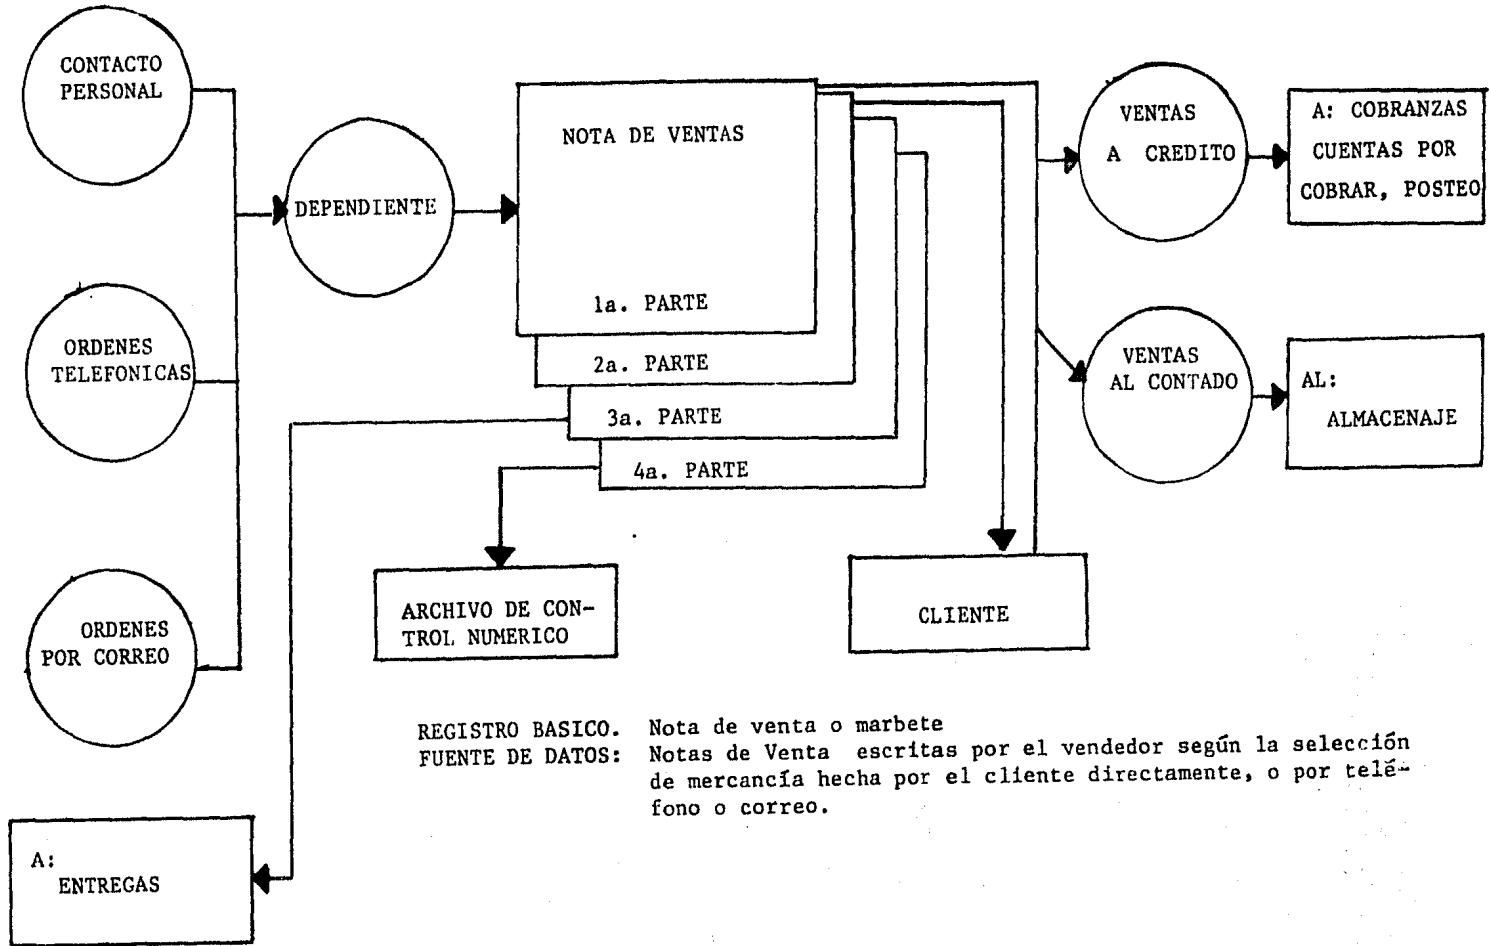 CONTACTO
PERSONAL
ORDENES
TELEFONICAS
ORDENES
POR CORREO
DEPENDIENTE
NOTA DE VENTAS
1a. PARTE
2a. PARTE
3a. PARTE
4a. PARTE
VENTAS
A CREDITO
A: COBRANZAS
CUENTAS POR
COBRAR, POSTEO
VENTAS
AL CONTADO
AL:
ALMACENAJE
ARCHIVO DE CON-
TROL NUMERICO
CLIENTE
A:
ENTREGAS
REGISTRO BASICO. Nota de venta o marbete
FUENTE DE DATOS: Notas de Venta escritas por el vendedor según la selección
de mercancía hecha por el cliente directamente, o por telé-
fono o correo.